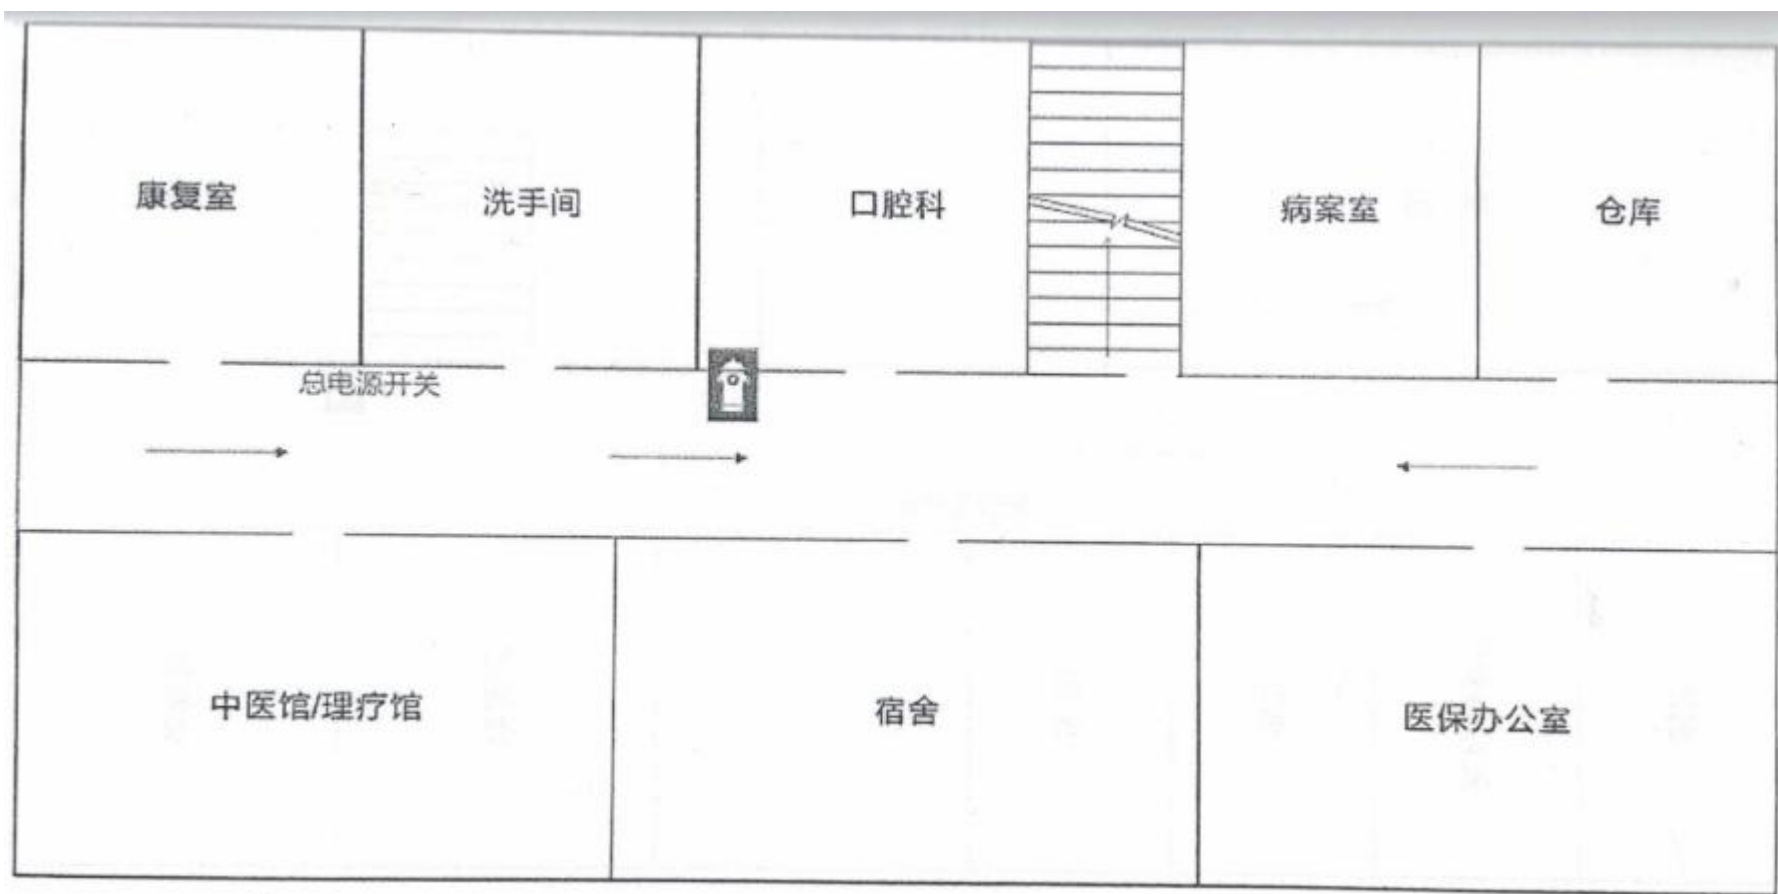 康复室
洗手间
口腔科
病案室
仓库
总电源开关
中医馆/理疗馆
宿舍
医保办公室